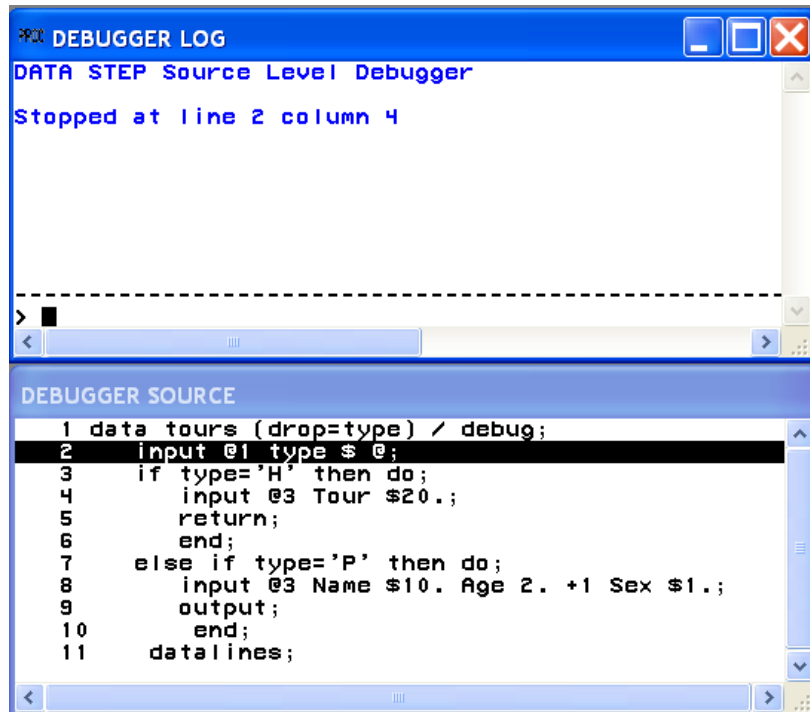 DEBUGGER LOG
DATA STEP Source Level Debugger
Stopped at line 2 column 4
>
DEBUGGER SOURCE
1 data tours (drop=type) / debug;
2 input @1 type $ @;
3 if type='H' then do;
4 input @3 Tour $20.;
5 return;
6 end;
7 else if type='P' then do;
8 input @3 Name $10. Age 2. +1 Sex $1.;
9 output;
10 end;
11 datalines;